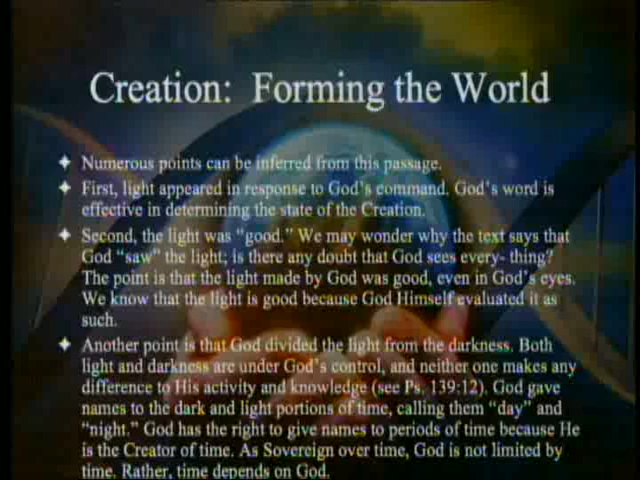 Creation: Forming the World
Numerous points can be inferred from this passage.
First, light appeared in response to God's command. God's word is
effective in determining the state of the Creation.
Second, the light was “good.” We may wonder why the text says that
God “saw” the light; is there any doubt that God sees every- thing?
The point is that the light made by God was good, even in God's eyes.
We know that the light is good because God Himself evaluated it as
such.
Another point is that God divided the light from the darkness. Both
light and darkness are under God's control, and neither one makes any
difference to His activity and knowledge (see Ps. 139:12). God gave
names to the dark and light portions of time, calling them “day” and
“night.” God has the right to give names to periods of time because He
is the Creator of time. As Sovereign over time, God is not limited by
time. Rather, time depends on God.